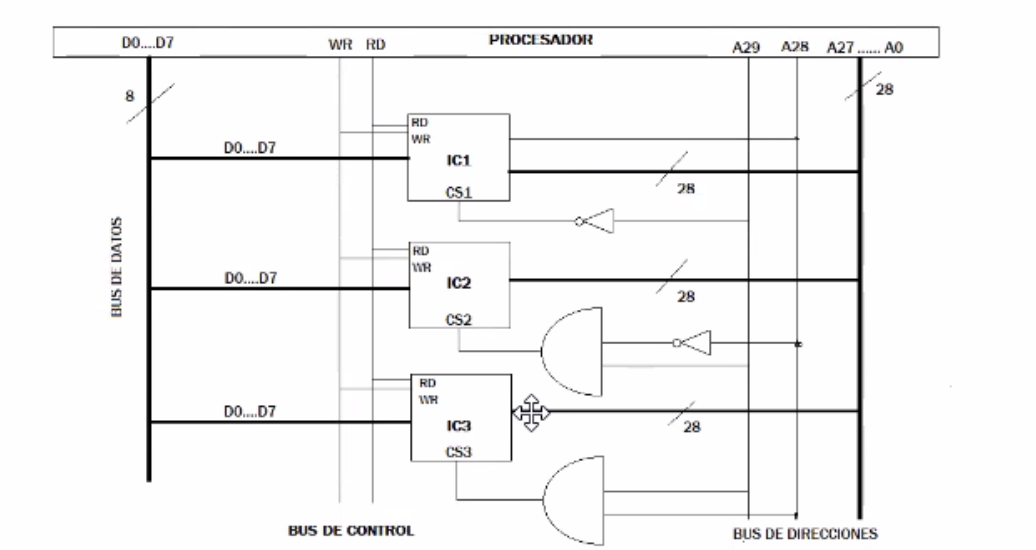 PROCESADOR
D0....D7
WR RD
A29 A28 A27...... A0
8
28
RD
WR
D0....D7
IC1
28
CS1
BUS DE DATOS
RD
WR
D0....D7
IC2
28
CS2
RD
WR
D0....D7
IC3
28
CS3
BUS DE CONTROL
BUS DE DIRECCIONES